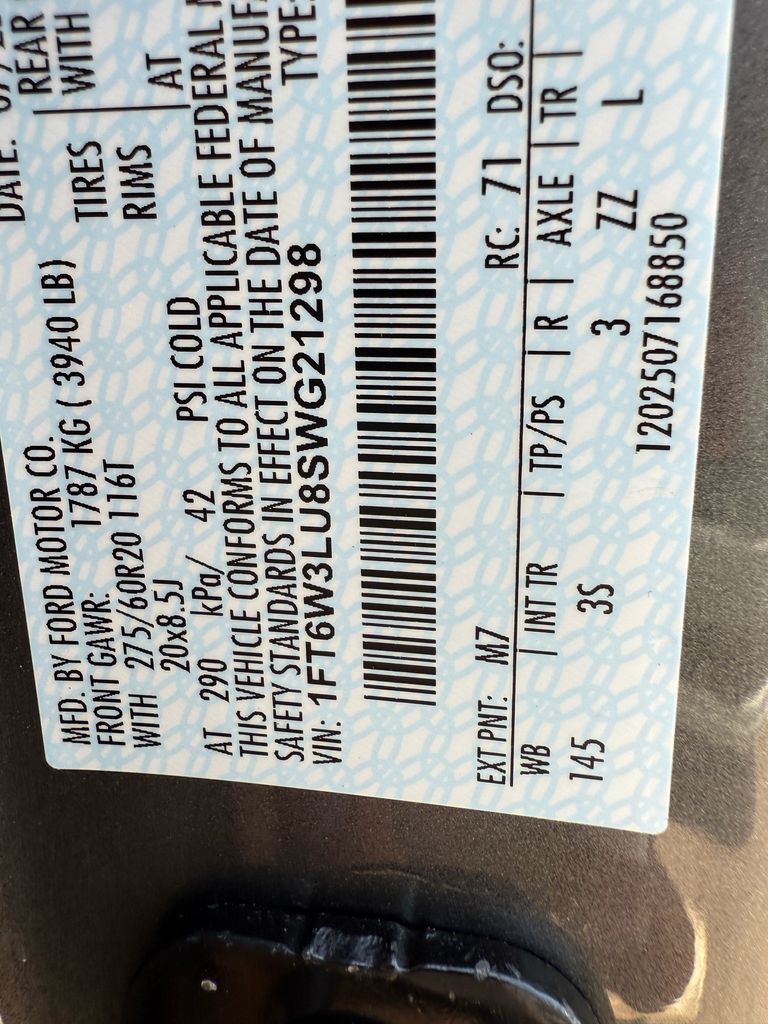 MFD. BY FORD MOTOR CO.
DATE:
FRONT GAWR: 1787 KG ( 3940 LB) REAR
WITH 275/60R20 116T TIRES WITH
20x8.5J RIMS
AT 290 kPa/ 42 PSI COLD AT
THIS VEHICLE CONFORMS TO ALL APPLICABLE FEDERAL
SAFETY STANDARDS IN EFFECT ON THE DATE OF
VIN: 1FT6W3LU8SWG21298 TYPE:
EXT PNT: M7 RC: 71 DSO:
WB | INT TR | TP/PS | R | AXLE | TR |
145 3S 3 ZZ L
1202507168850